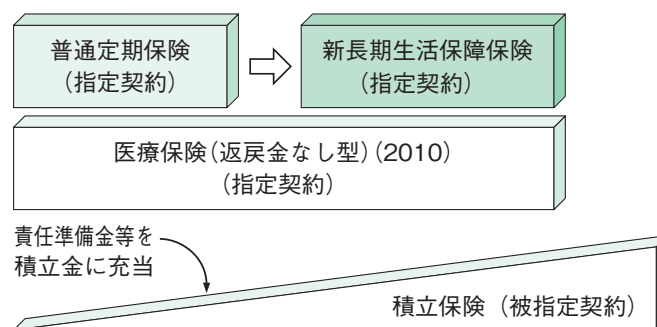 普通定期保険
（指定契約）
新長期生活保障保険
（指定契約）
医療保険（返戻金なし型）（2010）
（指定契約）
責任準備金等を
積立金に充当
積立保険（被指定契約）